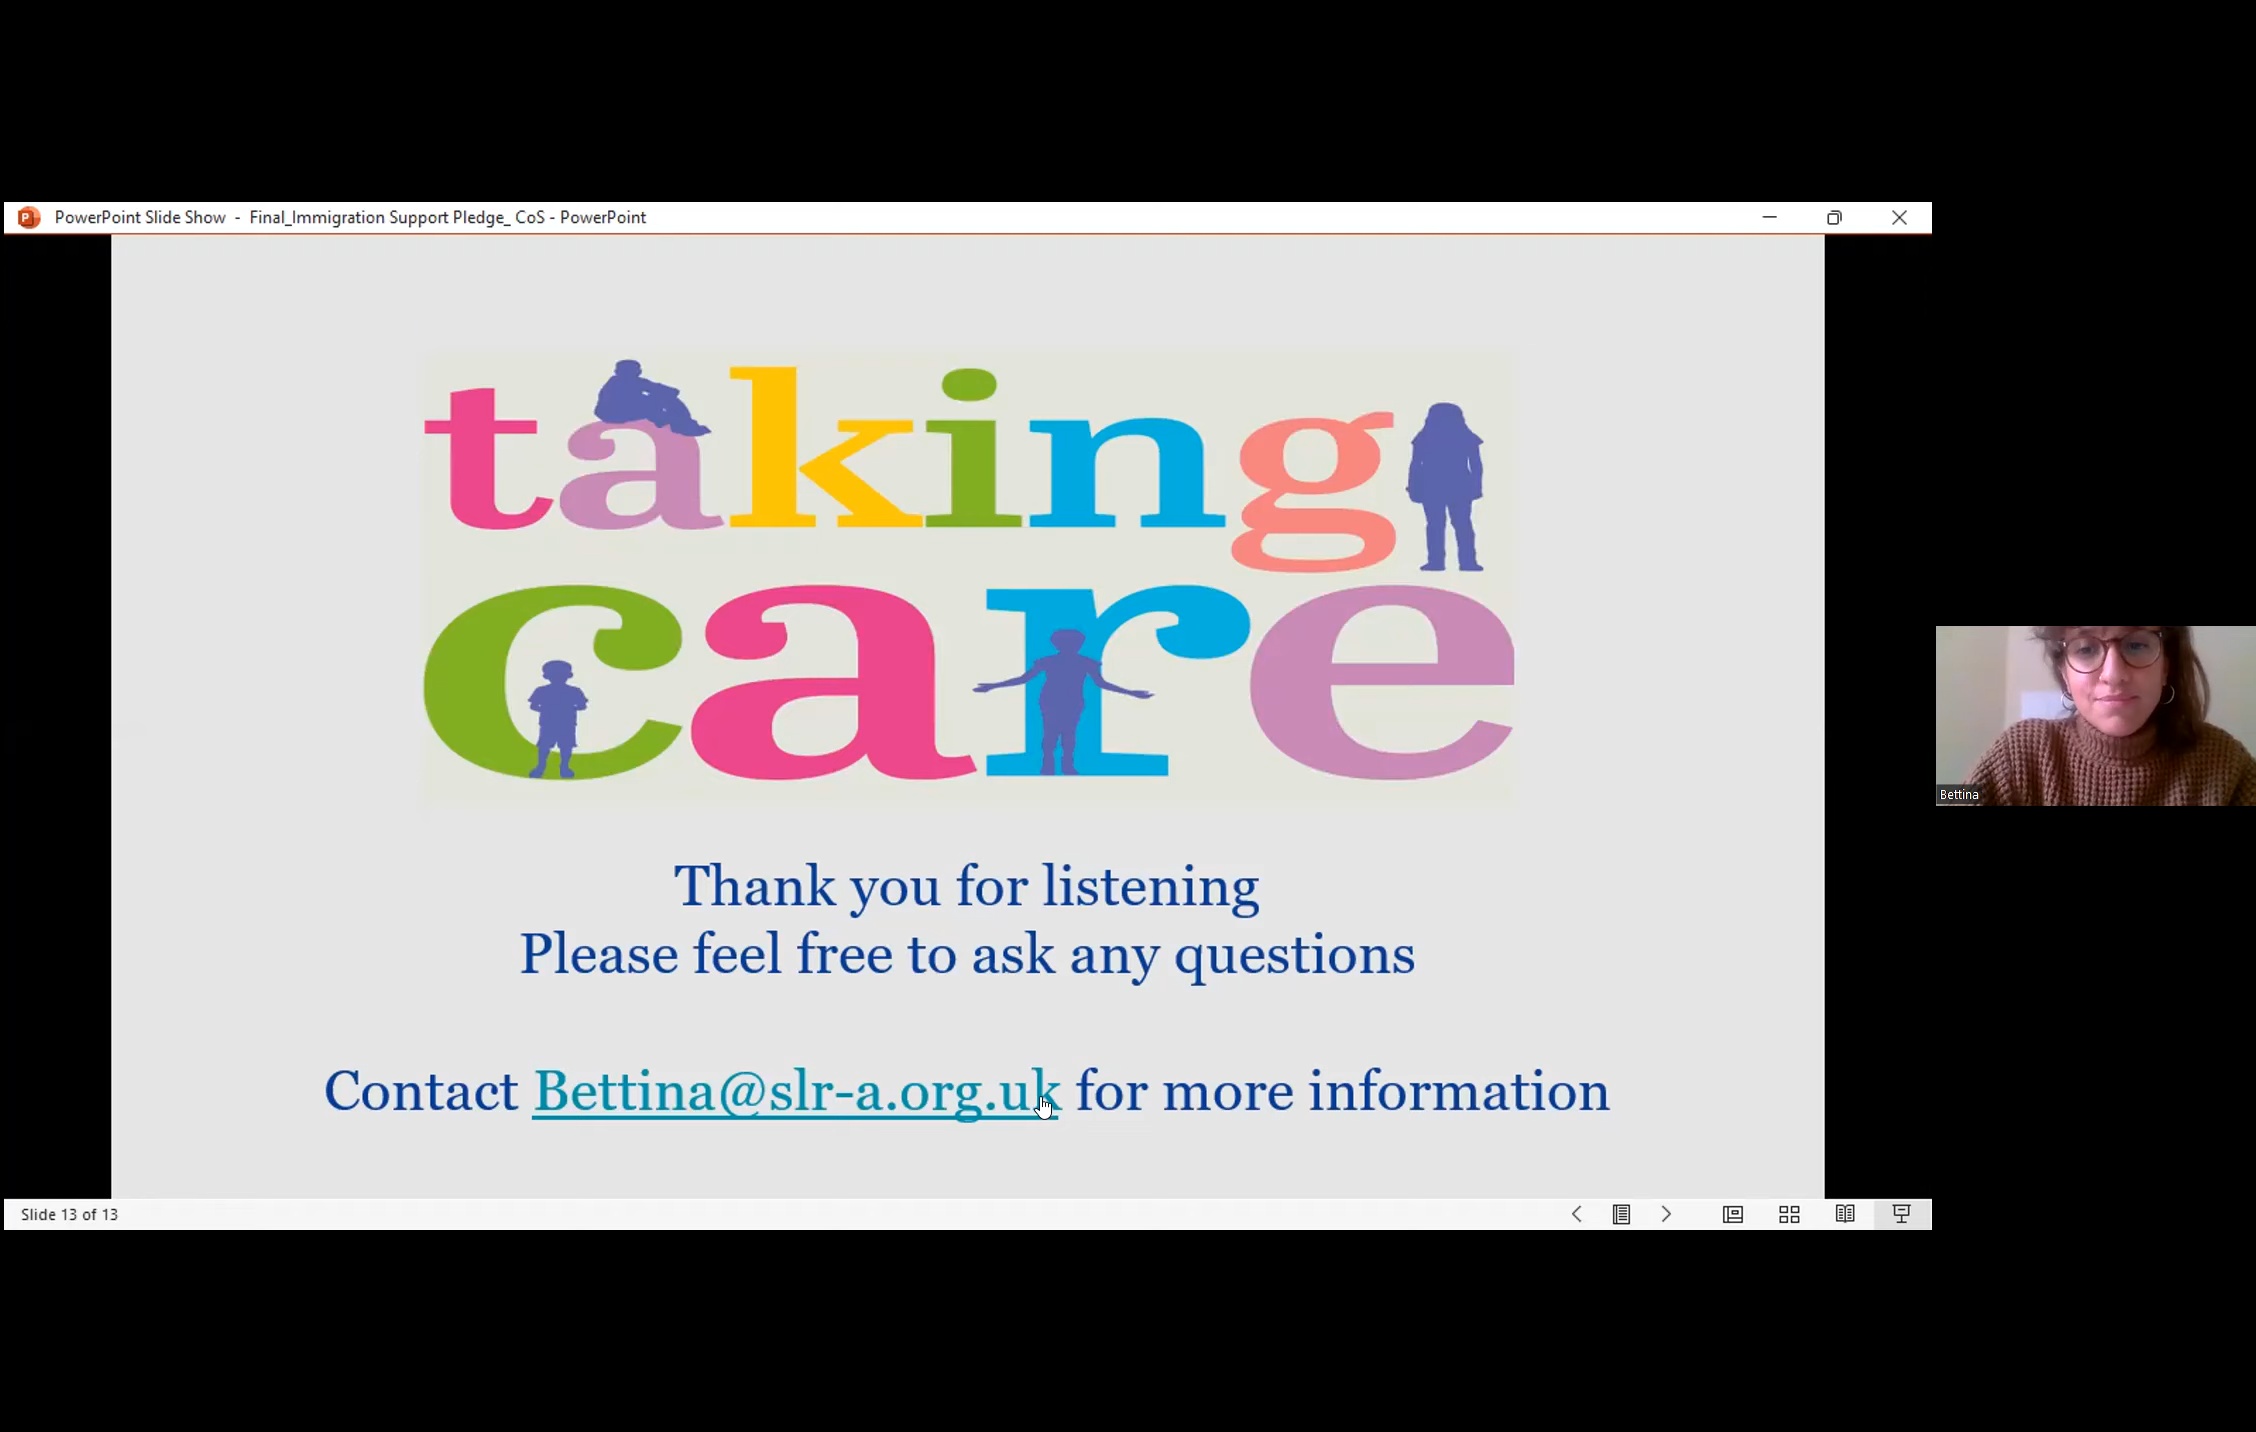 PowerPoint Slide Show - Final_Immigration Support Pledge_ CoS - PowerPoint
taking
care
Thank you for listening
Please feel free to ask any questions
Contact Bettina@slr-a.org.uk for more information
Bettina
Slide 13 of 13